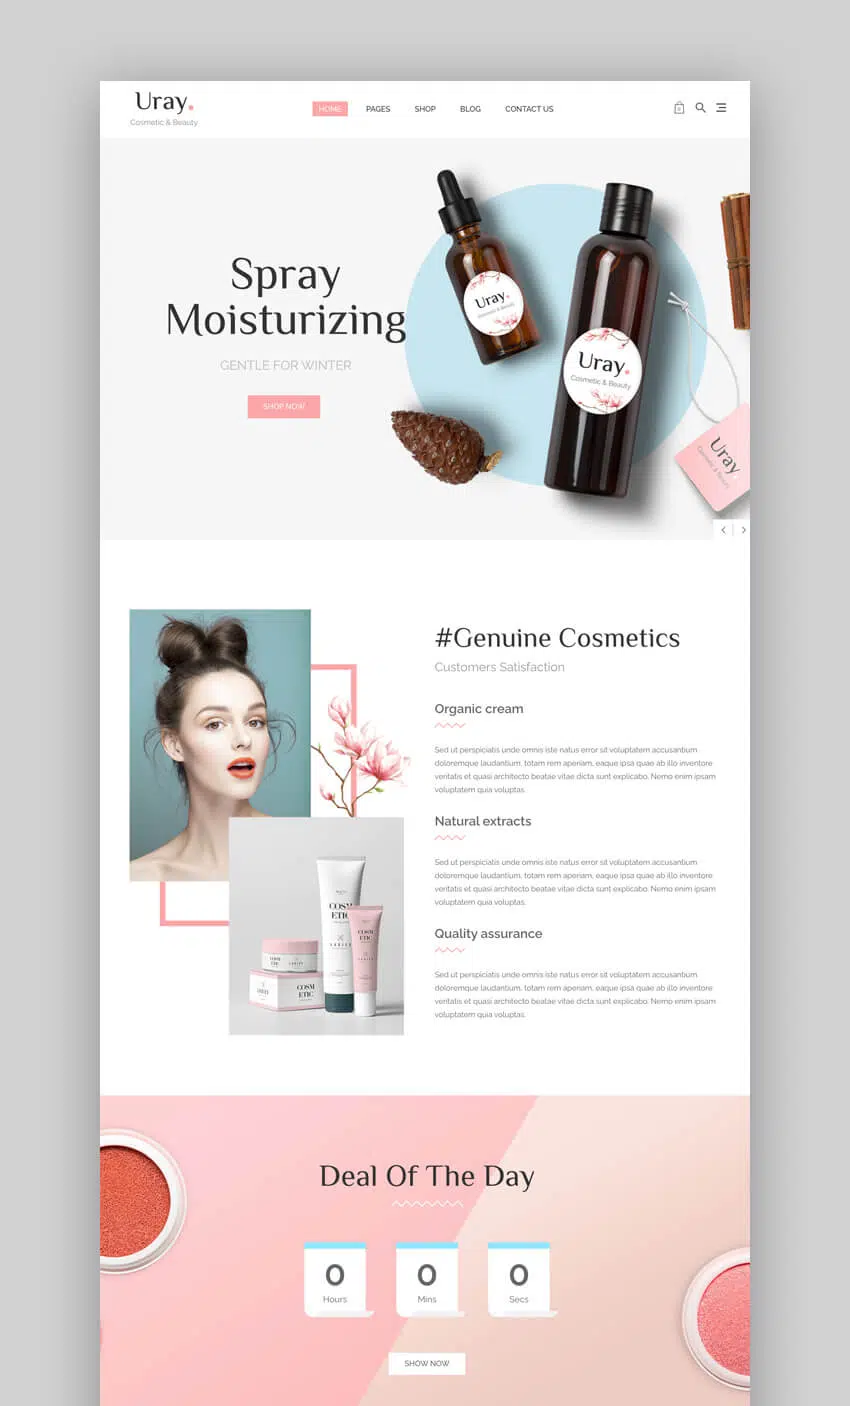 Uray.
Cosmetic & Beauty
HOME PAGES SHOP BLOG CONTACT US
0
Spray
Moisturizing
GENTLE FOR WINTER
SHOP NOW
Uray.
Cosmetic & Beauty
Uray.
Cosmetic & Beauty
Uray.
Cosmetic & Beauty
#Genuine Cosmetics
Customers Satisfaction
Organic cream
Sed ut perspiciatis unde omnis iste natus error sit voluptatem accusantium
doloremque laudantium, totam rem aperiam, eaque ipsa quae ab illo inventore
veritatis et quasi architecto beatae vitae dicta sunt explicabo. Nemo enim ipsam
voluptatem quia voluptas.
Natural extracts
Sed ut perspiciatis unde omnis iste natus error sit voluptatem accusantium
doloremque laudantium, totam rem aperiam, eaque ipsa quae ab illo inventore
veritatis et quasi architecto beatae vitae dicta sunt explicabo. Nemo enim ipsam
voluptatem quia voluptas.
Quality assurance
Sed ut perspiciatis unde omnis iste natus error sit voluptatem accusantium
doloremque laudantium, totam rem aperiam, eaque ipsa quae ab illo inventore
veritatis et quasi architecto beatae vitae dicta sunt explicabo. Nemo enim ipsam
voluptatem quia voluptas.
COSM
ETIC
COSM
ETIC
COSM
ETIC
COSM
ETIC
Deal Of The Day
0 0 0
Hours Mins Secs
SHOW NOW